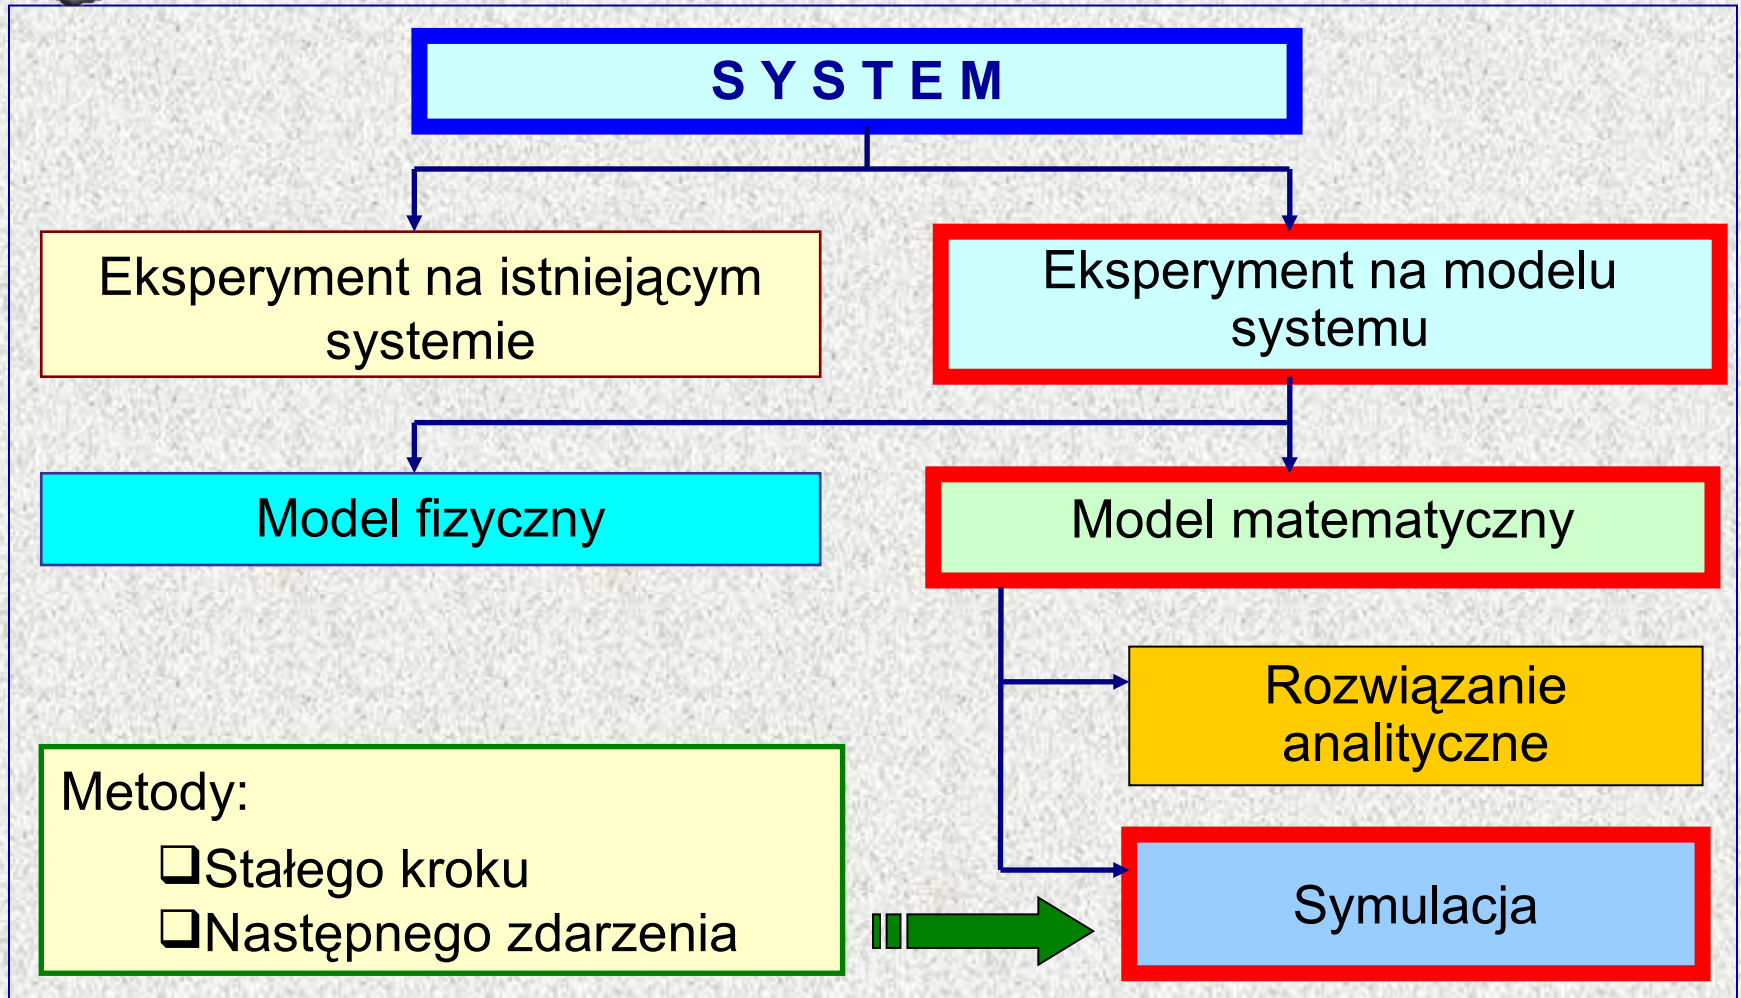 S Y S T E M
Eksperyment na istniejącym
systemie
Eksperyment na modelu
systemu
Model fizyczny
Model matematyczny
Rozwiązanie
analityczne
Metody:
❑Stałego kroku
❑Następnego zdarzenia
Symulacja